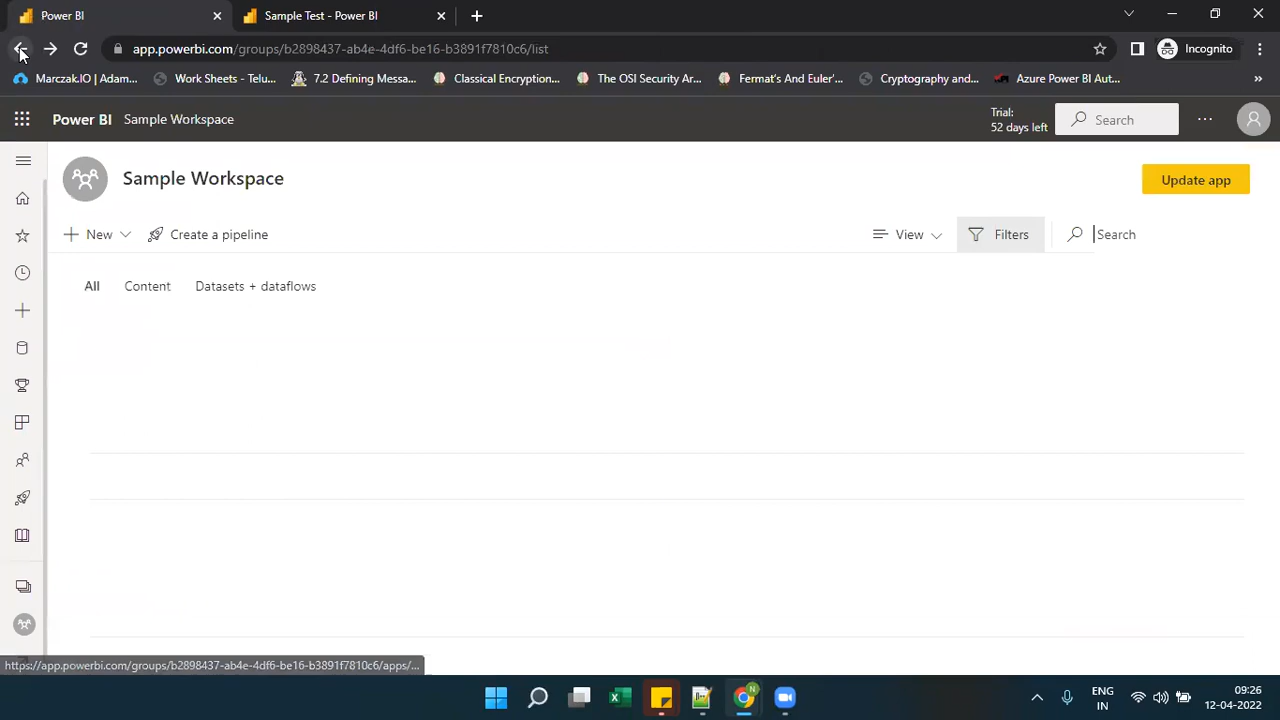 Power BI
Sample Test - Power BI
app.powerbi.com/groups/b2898437-ab4e-4df6-be16-b3891f7810c6/list
Incognito
Marczak.IO | Adam...
Work Sheets - Telu...
7.2 Defining Messa...
Classical Encryption...
The OSI Security Ar...
Fermat's And Euler'...
Cryptography and...
Azure Power BI Aut...
»
Power BI Sample Workspace
Trial:
52 days left
Search
Sample Workspace
Update app
New
Create a pipeline
View
Filters
Search
All
Content
Datasets + dataflows
https://app.powerbi.com/groups/b2898437-ab4e-4df6-be16-b3891f7810c6/apps/...
N
ENG
IN
09:26
12-04-2022